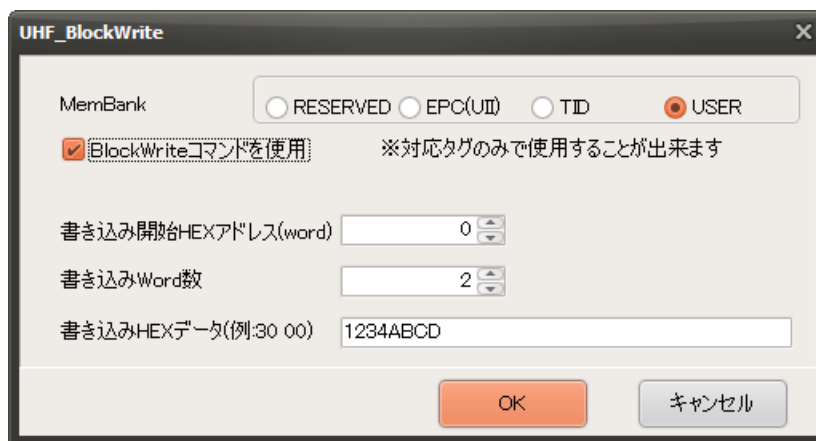 UHF_BlockWrite
MemBank RESERVED EPC(UII) TID USER
BlockWriteコマンドを使用 ※対応タグのみで使用することが出来ます
書き込み開始HEXアドレス(word) 0
書き込みWord数 2
書き込みHEXデータ(例:30 00) 1234ABCD
OK キャンセル